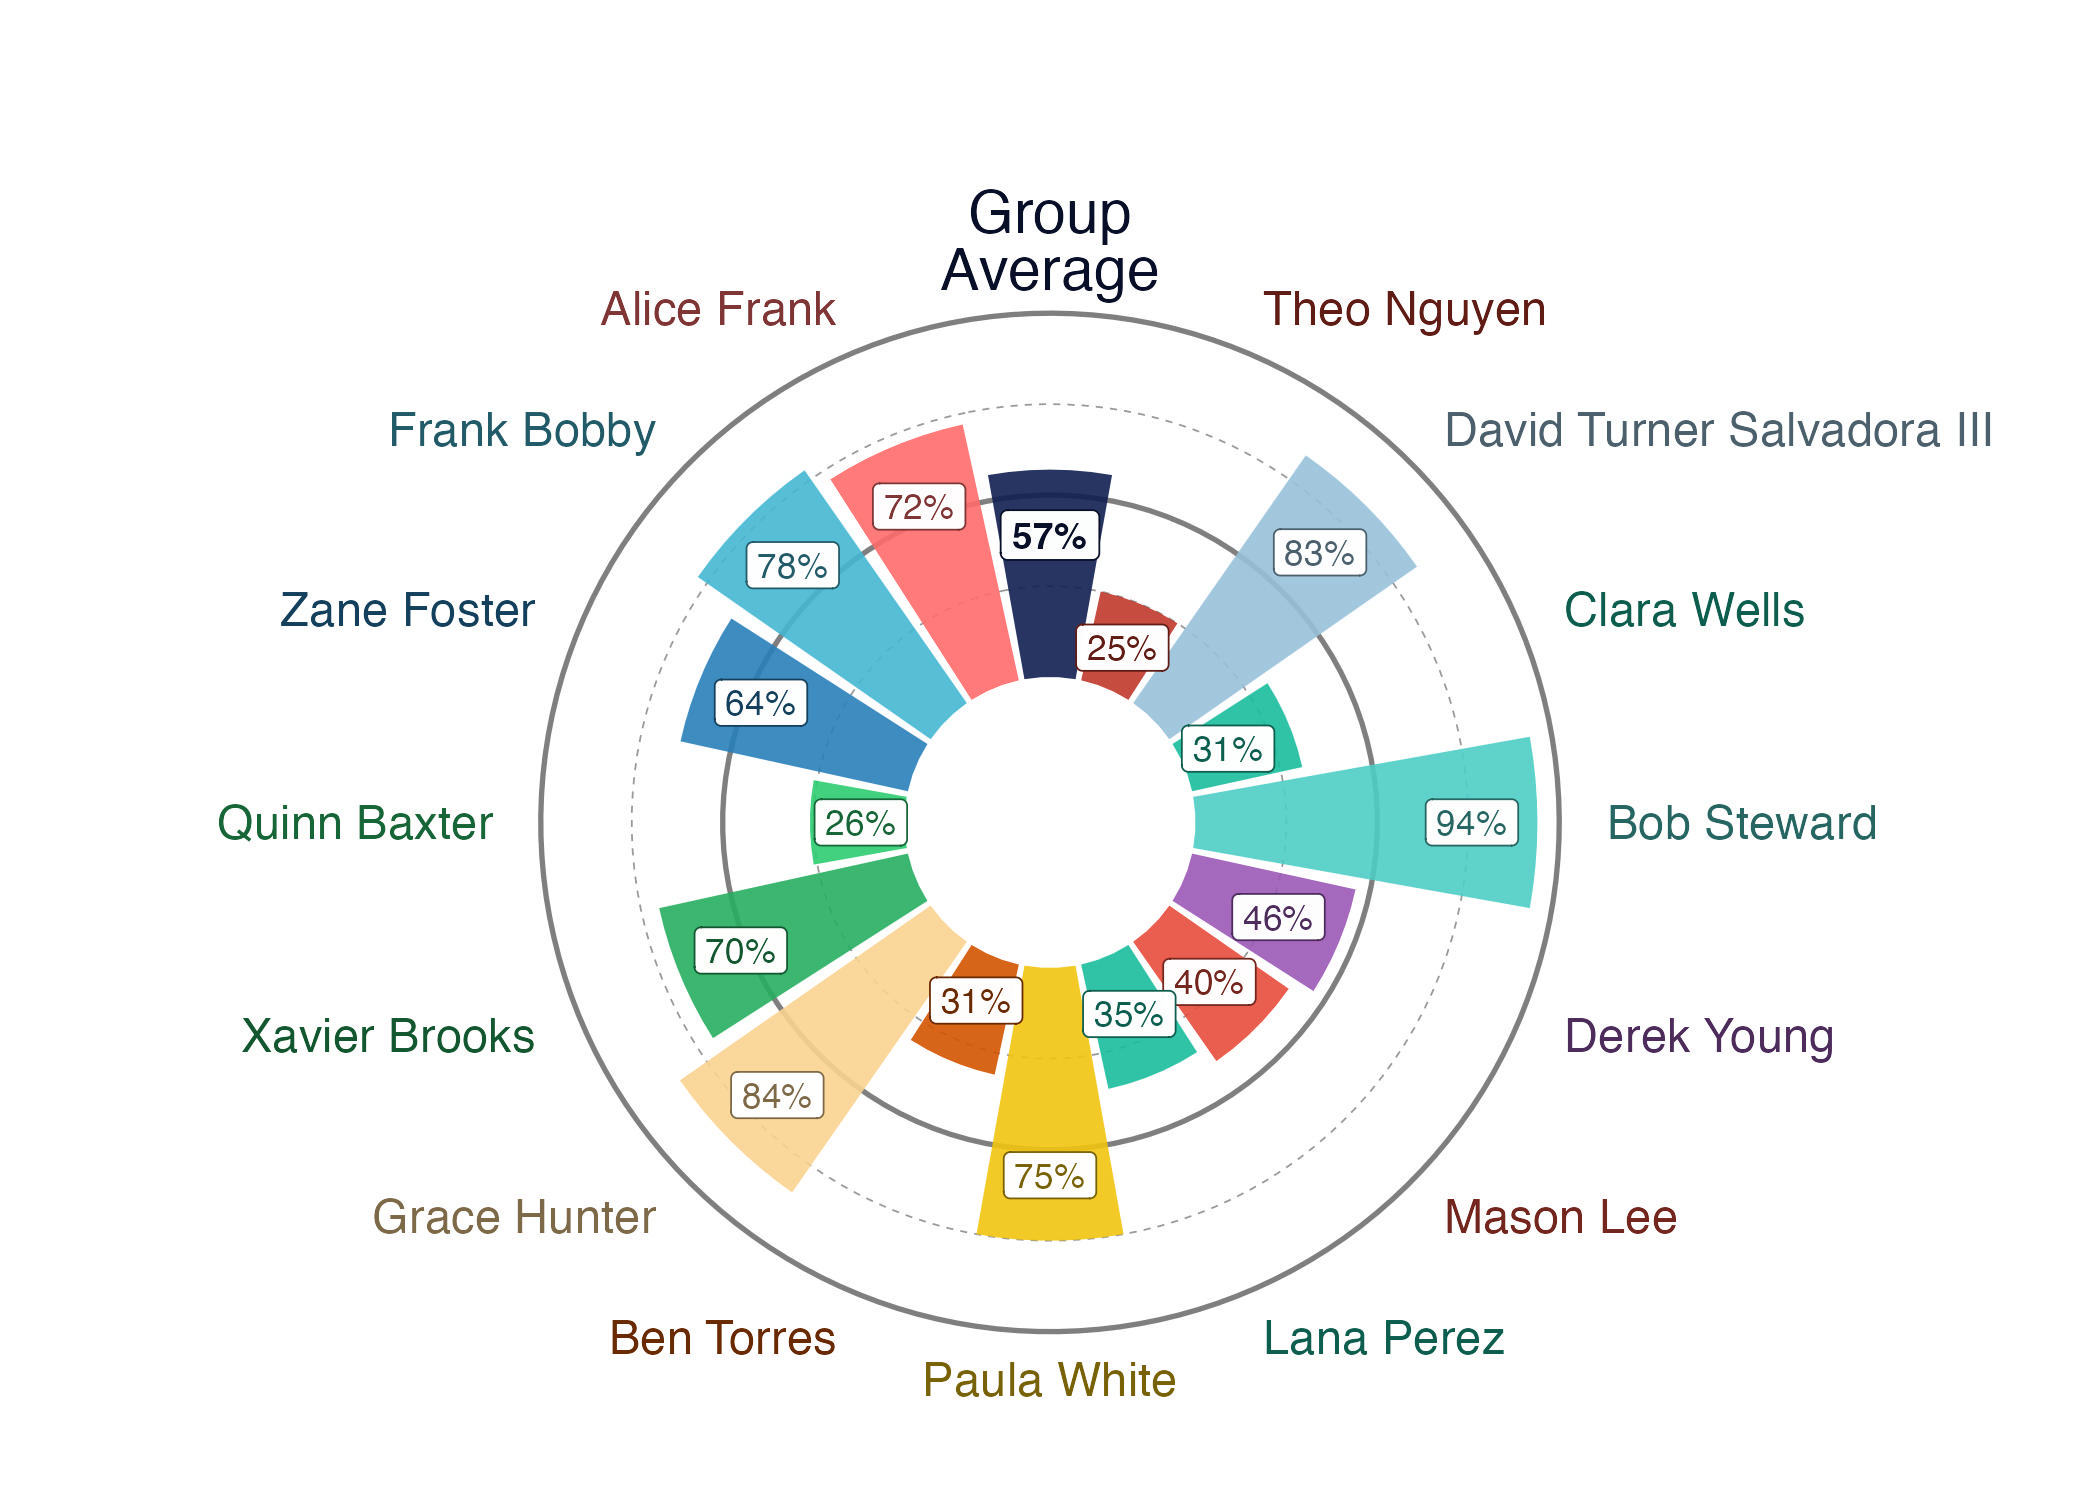 Group
Average
Alice Frank
Theo Nguyen
Frank Bobby
David Turner Salvadora III
72%
57%
83%
78%
Zane Foster
Clara Wells
25%
64%
31%
Quinn Baxter
26%
94%
Bob Steward
46%
70%
40%
31%
35%
Xavier Brooks
Derek Young
84%
75%
Grace Hunter
Mason Lee
Ben Torres
Lana Perez
Paula White